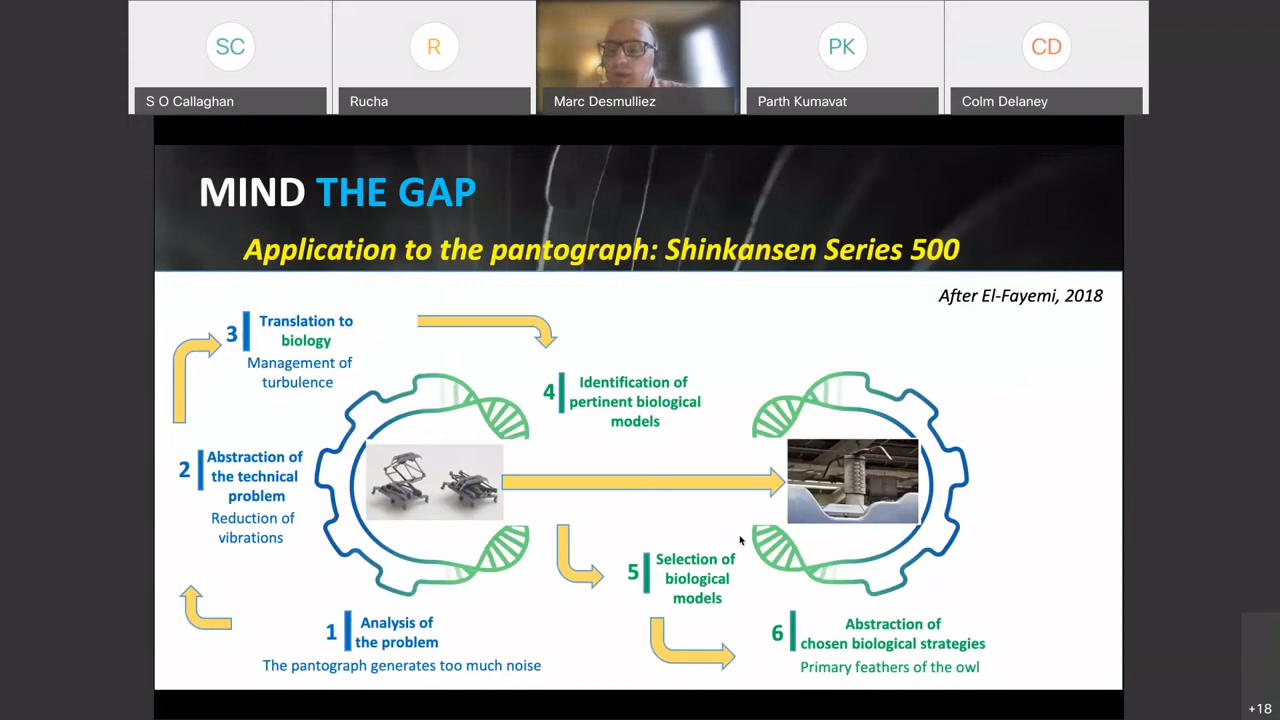 SC
R
PK
CD
S O Callaghan
Rucha
Marc Desmulliez
Parth Kumavat
Colm Delaney
MIND THE GAP
Application to the pantograph: Shinkansen Series 500
After El-Fayemi, 2018
3
Translation to
biology
Management of
turbulence
4
Identification of
pertinent biological
models
2
Abstraction of
the technical
problem
Reduction of
vibrations
5
Selection of
biological
models
1
Analysis of
the problem
The pantograph generates too much noise
6
Abstraction of
chosen biological strategies
Primary feathers of the owl
+18